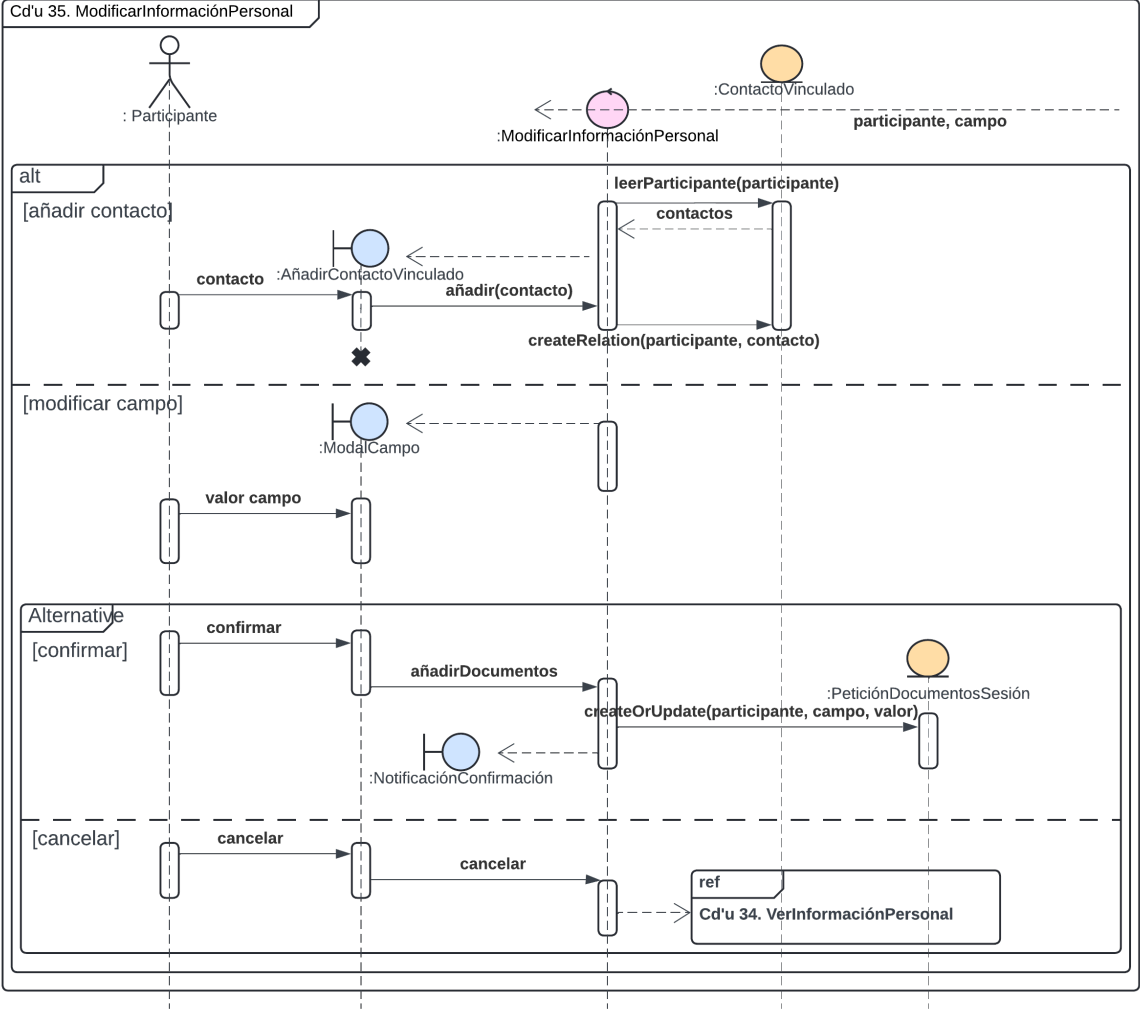 Cd'u 35. ModificarInformaciónPersonal
: Participante
:ContactoVinculado
participante, campo
:ModificarInformaciónPersonal
alt
[añadir contacto]
leerParticipante(participante)
contactos
:AñadirContactoVinculado
contacto
añadir(contacto)
createRelation(participante, contacto)
[modificar campo]
:ModalCampo
valor campo
Alternative
[confirmar]
confirmar
añadirDocumentos
:PeticiónDocumentosSesión
createOrUpdate(participante, campo, valor)
:NotificaciónConfirmación
[cancelar]
cancelar
cancelar
ref
Cd'u 34. VerInformaciónPersonal